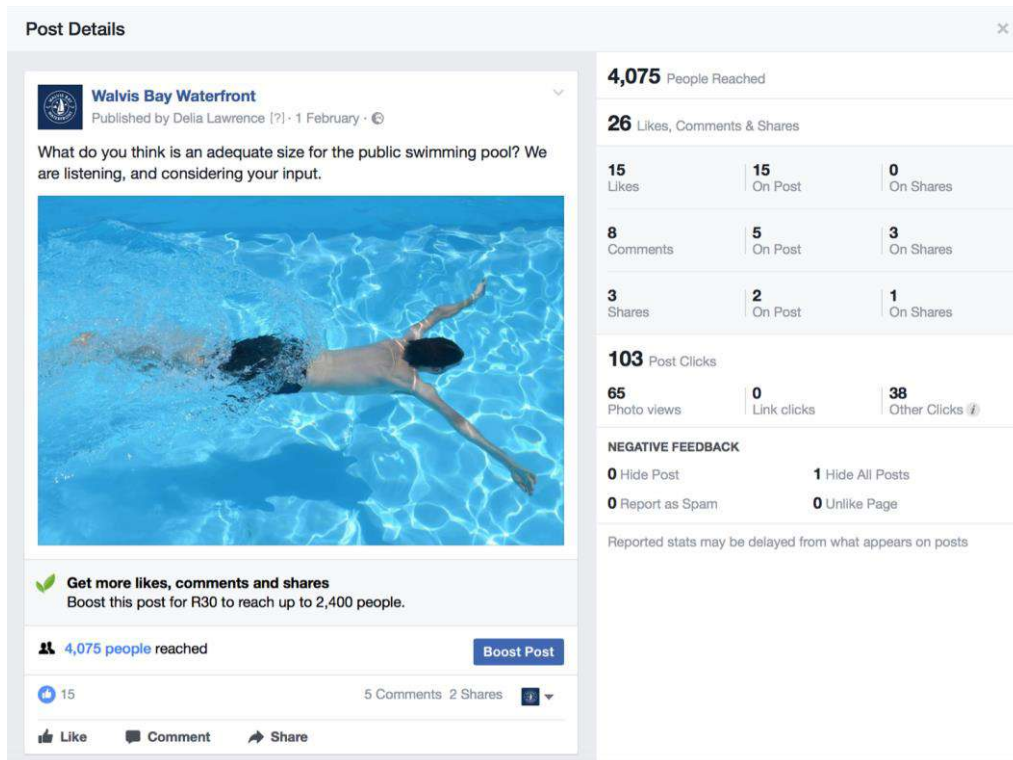 Post Details
Walvis Bay Waterfront
Published by Delia Lawrence [?] · 1 February ·
What do you think is an adequate size for the public swimming pool? We
are listening, and considering your input.
Get more likes, comments and shares
Boost this post for R30 to reach up to 2,400 people.
4,075 people reached
Boost Post
15
5 Comments 2 Shares
Like Comment Share
4,075 People Reached
26 Likes, Comments & Shares
15 15 0
Likes On Post On Shares
8 5 3
Comments On Post On Shares
3 2 1
Shares On Post On Shares
103 Post Clicks
65 0 38
Photo views Link clicks Other Clicks i
NEGATIVE FEEDBACK
0 Hide Post 1 Hide All Posts
0 Report as Spam 0 Unlike Page
Reported stats may be delayed from what appears on posts